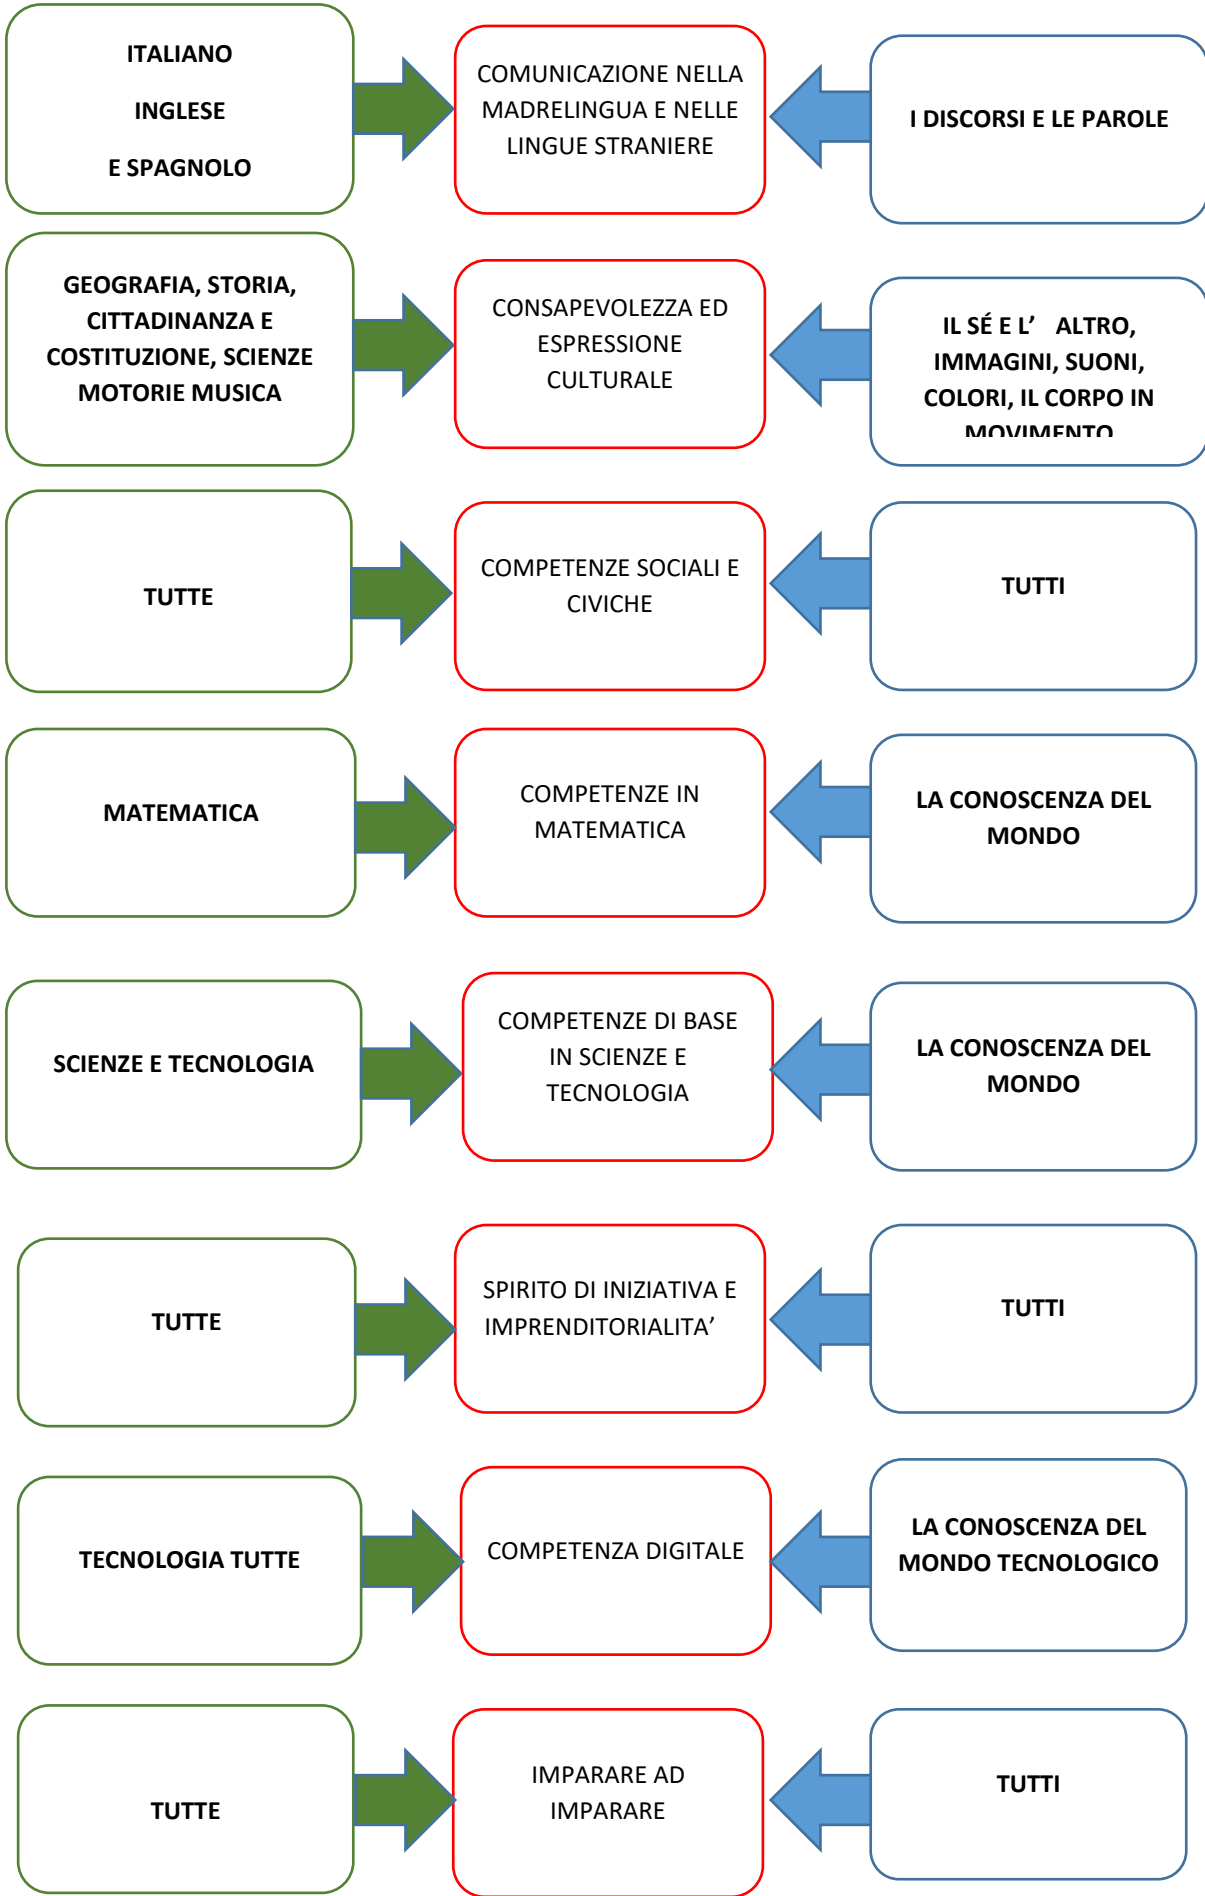 ITALIANO
INGLESE
E SPAGNOLO
COMUNICAZIONE NELLA
MADRELINGUA E NELLE
LINGUE STRANIERE
I DISCORSI E LE PAROLE
GEOGRAFIA, STORIA,
CITTADINANZA E
COSTITUZIONE, SCIENZE
MOTORIE MUSICA
CONSAPEVOLEZZA ED
ESPRESSIONE
CULTURALE
IL SÉ E L’ ALTRO,
IMMAGINI, SUONI,
COLORI, IL CORPO IN
MOVIMENTO
TUTTE
COMPETENZE SOCIALI E
CIVICHE
TUTTI
MATEMATICA
COMPETENZE IN
MATEMATICA
LA CONOSCENZA DEL
MONDO
SCIENZE E TECNOLOGIA
COMPETENZE DI BASE
IN SCIENZE E
TECNOLOGIA
LA CONOSCENZA DEL
MONDO
TUTTE
SPIRITO DI INIZIATIVA E
IMPRENDITORIALITA’
TUTTI
TECNOLOGIA TUTTE
COMPETENZA DIGITALE
LA CONOSCENZA DEL
MONDO TECNOLOGICO
TUTTE
IMPARARE AD
IMPARARE
TUTTI